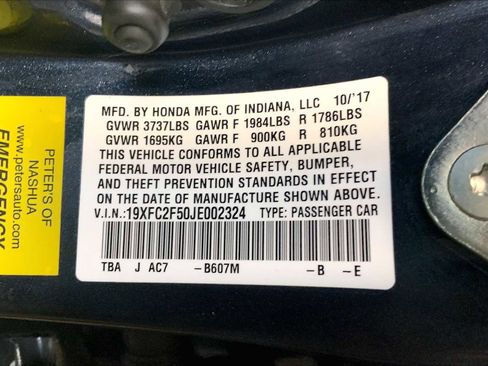 MFD. BY HONDA MFG. OF INDIANA, LLC 10/'17
GVWR 3737LBS GAWR F 1984LBS R 1786LBS
GVWR 1695KG GAWR F 900KG R 810KG
THIS VEHICLE CONFORMS TO ALL APPLICABLE
FEDERAL MOTOR VEHICLE SAFETY, BUMPER,
AND THEFT PREVENTION STANDARDS IN EFFECT
ON THE DATE OF MANUFACTURE SHOWN ABOVE.
V.I.N.:19XFC2F50JE002324 TYPE: PASSENGER CAR
TBA J AC7 -B607M -B -E
PETER'S OF
NASHUA
www.petersauto.com
EMERGENCY